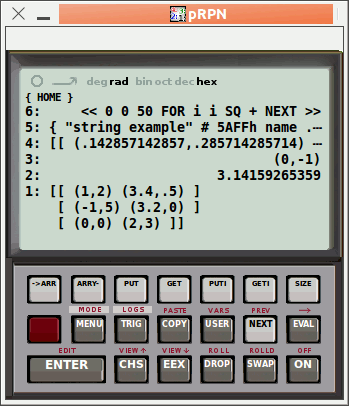 pRPN
deg rad bin oct dec hex
{ HOME }
6: << 0 0 50 FOR i i SQ + NEXT >>
5: { "string example" # 5AFFh name .…
4: [[ (.142857142857,.285714285714) …
3: (0,-1)
2: 3.14159265359
1: [[ (1,2) (3.4,.5) ]
[ (-1,5) (3.2,0) ]
[ (0,0) (2,3) ]]
->ARR ARRY- PUT GET PUTI GETI SIZE
MODE LOGS PASTE VARS PREV →
MENU TRIG COPY USER NEXT EVAL
EDIT VIEW↑ VIEW↓ ROLL ROLLD OFF
ENTER CHS EEX DROP SWAP ON